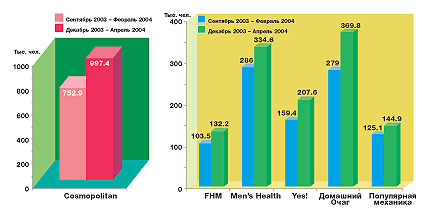 Сентябрь 2003 – Февраль 2004
Декабрь 2003 – Апрель 2004
Тыс. чел.
1000
800
600
400
200
0
752.9
997.4
Cosmopolitan
Тыс. чел.
Сентябрь 2003 – Февраль 2004
Декабрь 2003 – Апрель 2004
400
300
200
100
0
103.5
132.2
286
334.6
159.4
207.6
279
369.8
125.1
144.9
FHM
Men's Health
Yes!
Домашний
Очаг
Популярная
механика